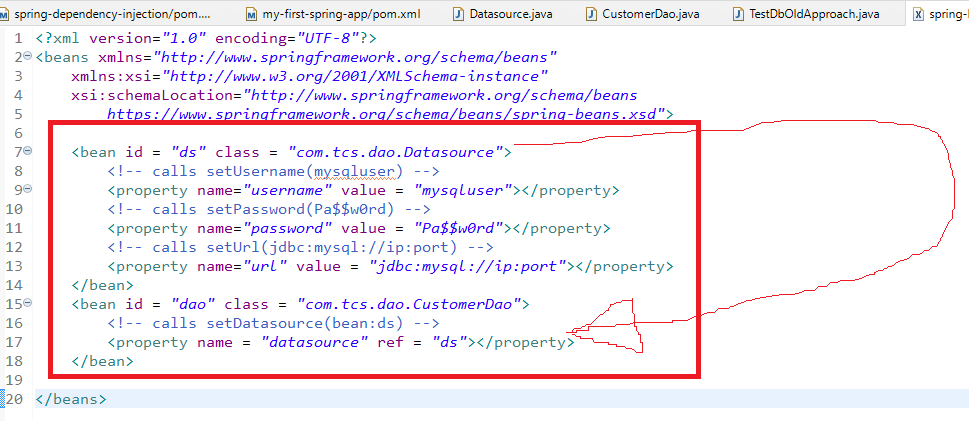 spring-dependency-injection/pom.... my-first-spring-app/pom.xml Datasource.java CustomerDao.java TestDbOldApproach.java
1 <?xml version="1.0" encoding="UTF-8"?>
2 <beans xmlns="http://www.springframework.org/schema/beans"
3 xmlns:xsi="http://www.w3.org/2001/XMLSchema-instance"
4 xsi:schemaLocation="http://www.springframework.org/schema/beans
5 https://www.springframework.org/schema/beans/spring-beans.xsd">
6
7 <bean id = "ds" class = "com.tcs.dao.Datasource">
8 <!-- calls setUsername(mysqluser) -->
9 <property name="username" value = "mysqluser"></property>
10 <!-- calls setPassword(Pa$$w0rd) -->
11 <property name="password" value = "Pa$$w0rd"></property>
12 <!-- calls setUrl(jdbc:mysql://ip:port) -->
13 <property name="url" value = "jdbc:mysql://ip:port"></property>
14 </bean>
15 <bean id = "dao" class = "com.tcs.dao.CustomerDao">
16 <!-- calls setDatasource(bean:ds) -->
17 <property name = "datasource" ref = "ds"></property>
18 </bean>
19
20 </beans>